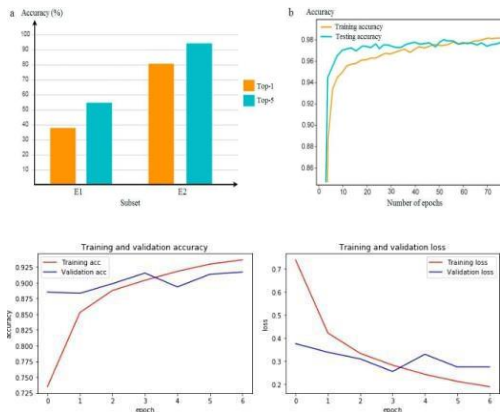 a
Accuracy (%)
100
90
80
70
60
50
40
30
20
10
E1
E2
Subset
Top-1
Top-5
b
Accuracy
Training accuracy
Testing accuracy
0.98
0.96
0.94
0.92
0.90
0.88
0.86
0
10
20
30
40
50
60
70
Number of epochs
Training and validation accuracy
Training acc
Validation acc
0.925
0.900
0.875
0.850
0.825
0.800
0.775
0.750
0.725
accuracy
0 1 2 3 4 5 6
epoch
Training and validation loss
Training loss
Validation loss
0.7
0.6
0.5
0.4
0.3
0.2
loss
0 1 2 3 4 5 6
epoch